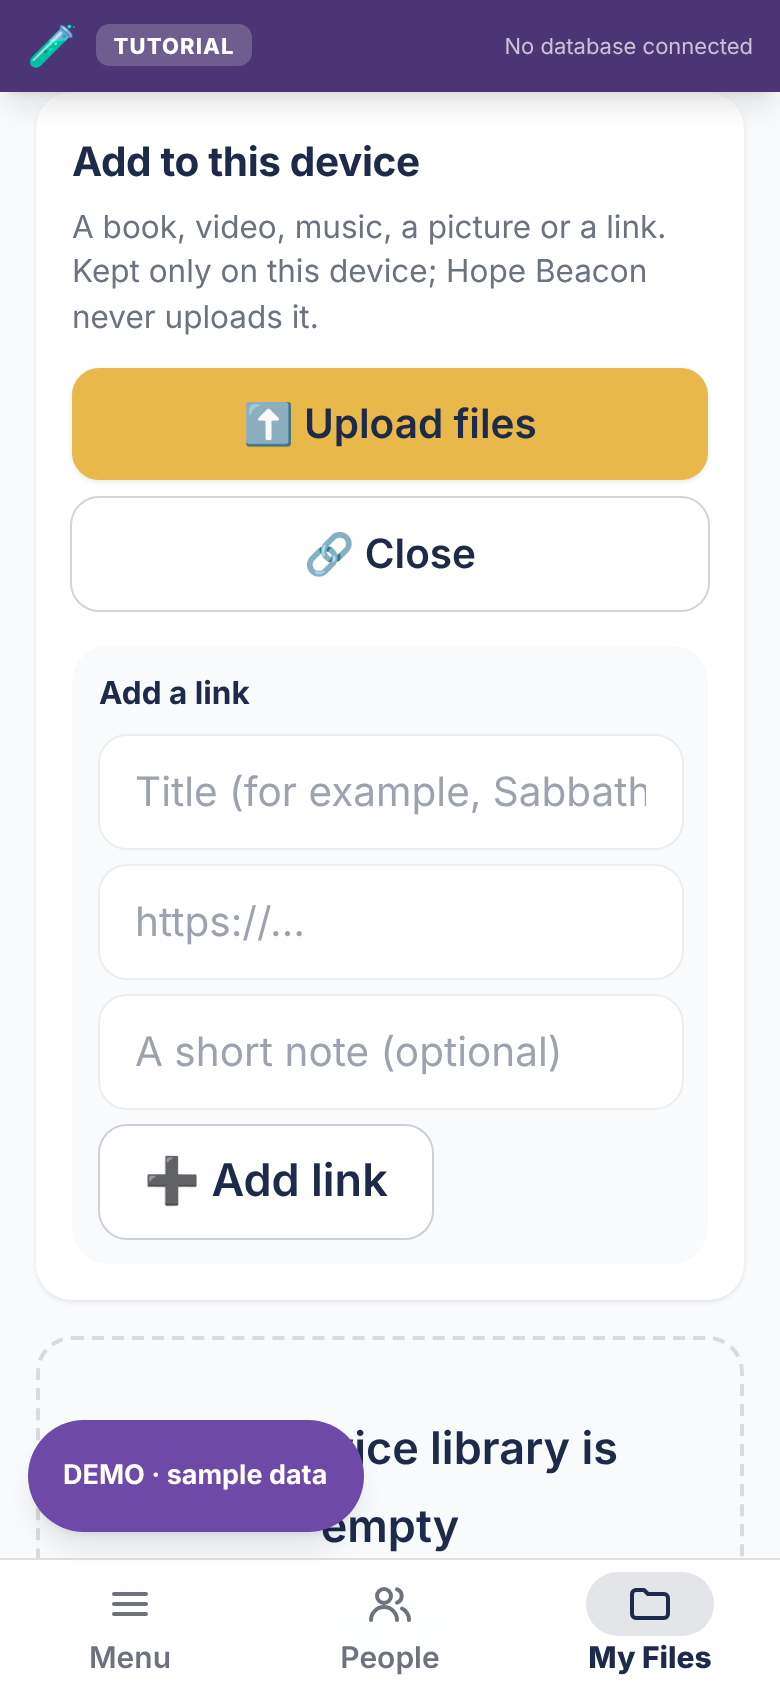 TUTORIAL
No database connected
Add to this device
A book, video, music, a picture or a link.
Kept only on this device; Hope Beacon
never uploads it.
Upload files
Close
Add a link
Title (for example, Sabbath
https://...
A short note (optional)
Add link
library is
DEMO · sample data
empty
Menu
People
My Files